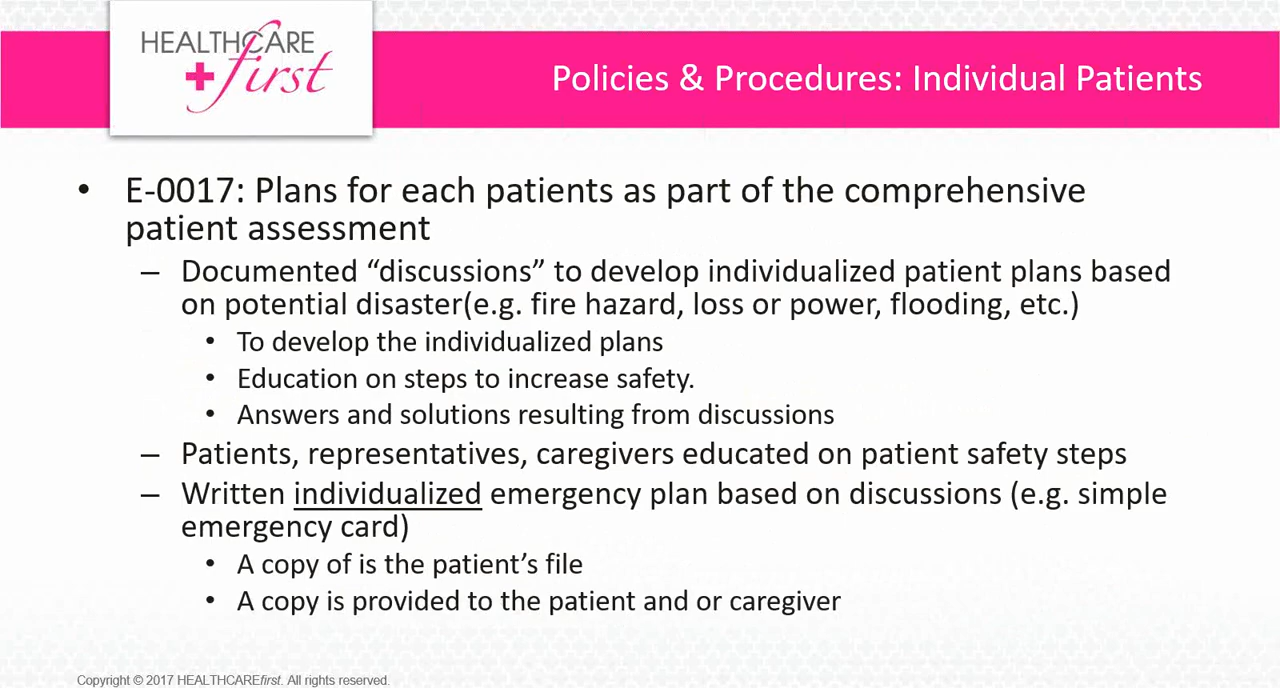 HEALTHCARE
first
Policies & Procedures: Individual Patients
• E-0017: Plans for each patients as part of the comprehensive
patient assessment
– Documented “discussions” to develop individualized patient plans based
on potential disaster(e.g. fire hazard, loss or power, flooding, etc.)
• To develop the individualized plans
• Education on steps to increase safety.
• Answers and solutions resulting from discussions
– Patients, representatives, caregivers educated on patient safety steps
– Written individualized emergency plan based on discussions (e.g. simple
emergency card)
• A copy of is the patient’s file
• A copy is provided to the patient and or caregiver
Copyright © 2017 HEALTHCAREfirst. All rights reserved.